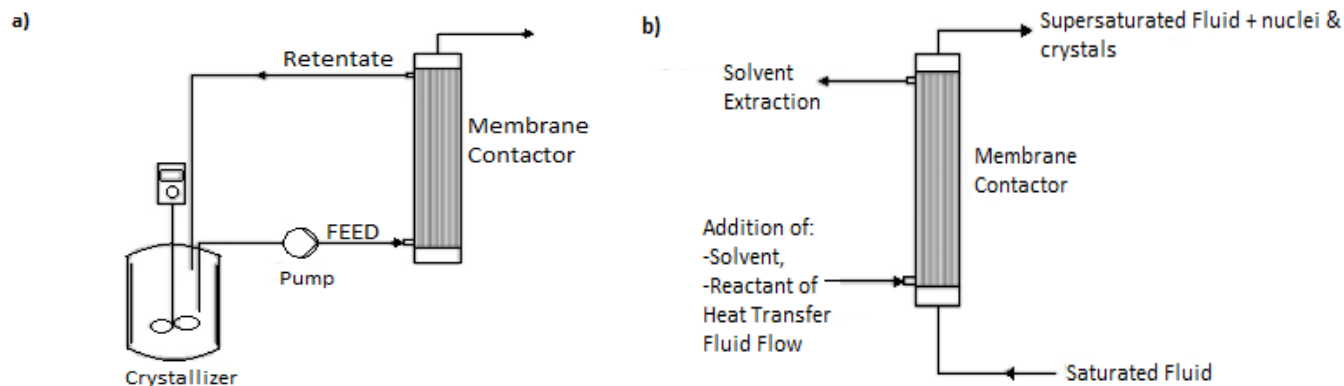 a)
Retentate
Membrane
Contactor
FEED
Pump
Crystallizer
b)
Supersaturated Fluid + nuclei &
crystals
Solvent
Extraction
Membrane
Contactor
Addition of:
-Solvent,
-Reactant of
Heat Transfer
Fluid Flow
Saturated Fluid